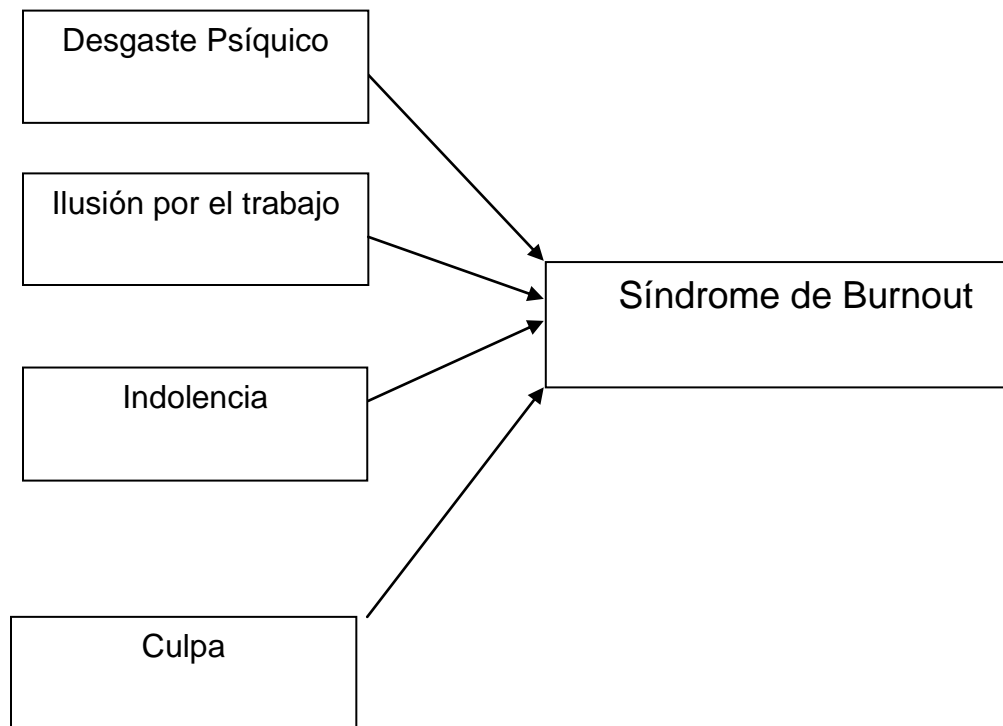 Desgaste Psíquico
Ilusión por el trabajo
Síndrome de Burnout
Indolencia
Culpa